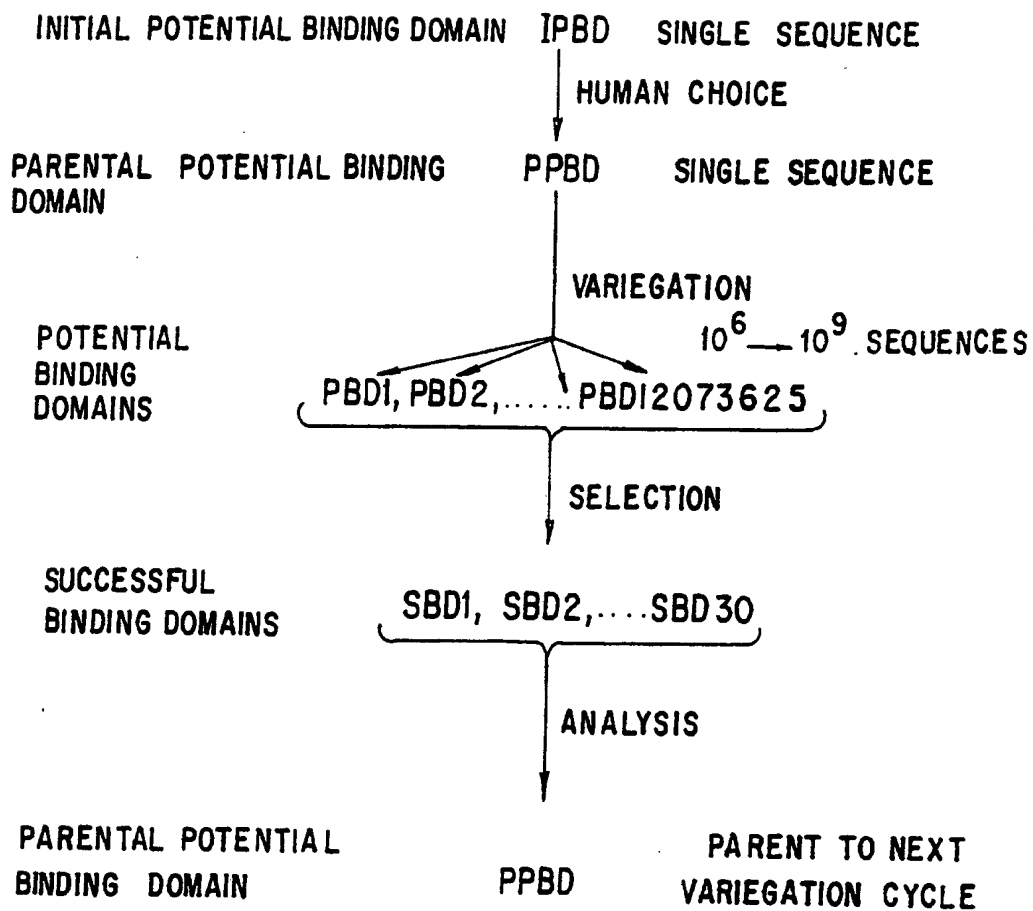 INITIAL POTENTIAL BINDING DOMAIN IPBD SINGLE SEQUENCE
HUMAN CHOICE
PARENTAL POTENTIAL BINDING PPBD SINGLE SEQUENCE
DOMAIN
VARIEGATION
POTENTIAL 10^6 → 10^9 . SEQUENCES
BINDING
DOMAINS PBD1, PBD2,...... PBD12073625
SELECTION
SUCCESSFUL
BINDING DOMAINS SBD1, SBD2,....SBD30
ANALYSIS
PARENTAL POTENTIAL PARENT TO NEXT
BINDING DOMAIN PPBD VARIEGATION CYCLE